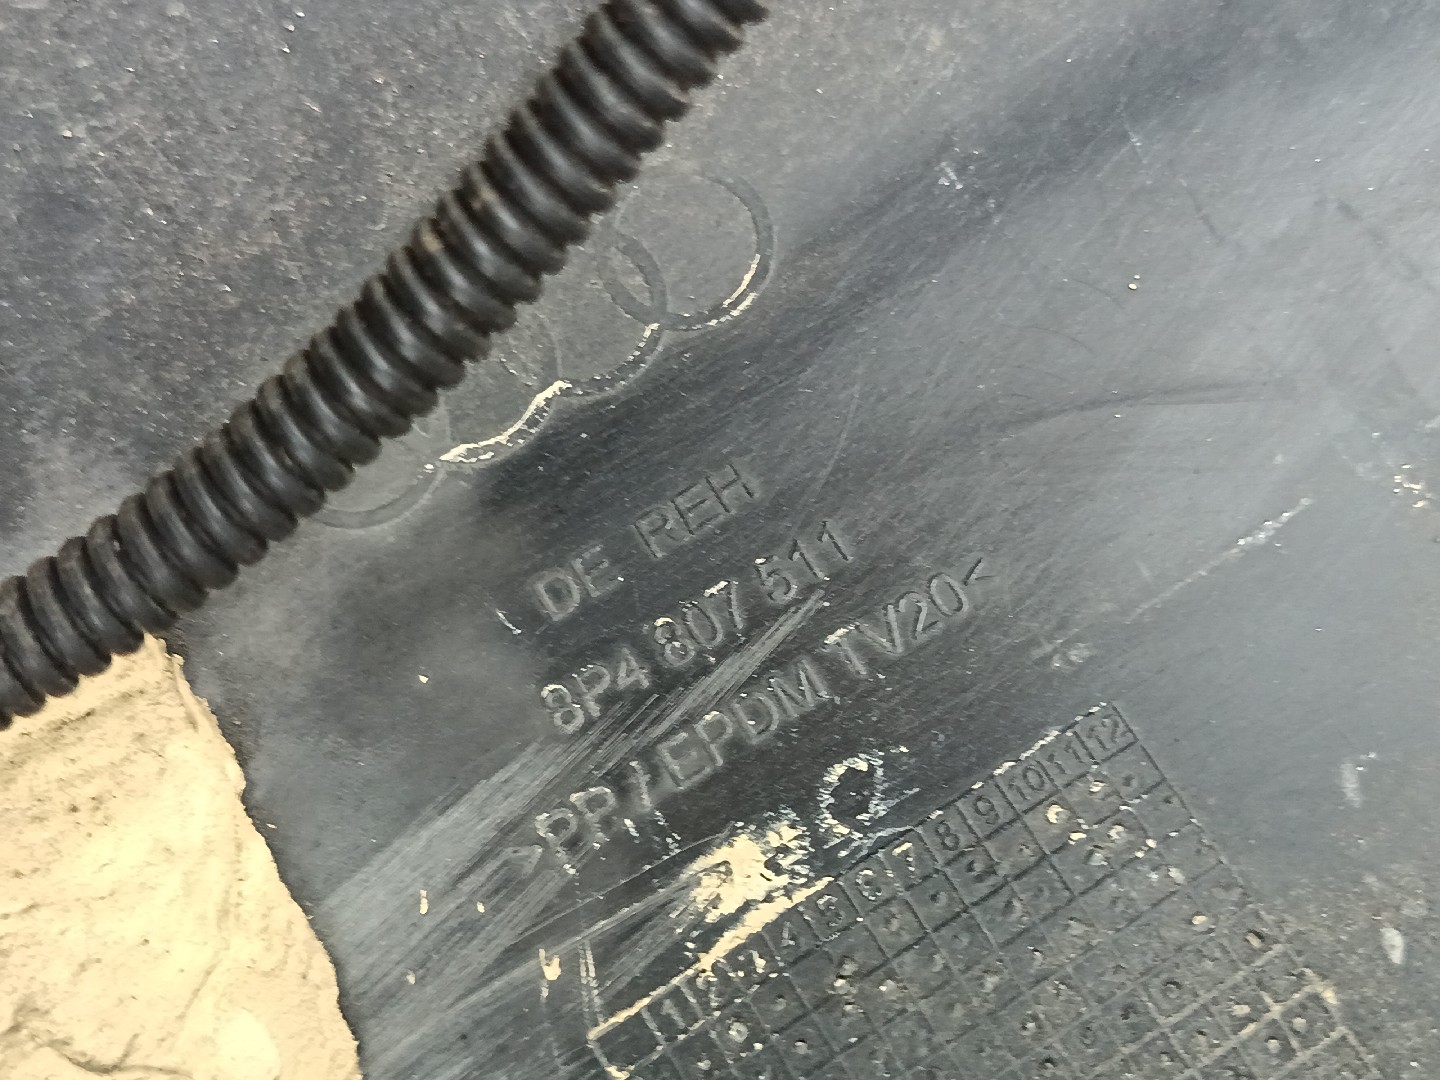 DE REH
8P4 807 511
>PP / EPDM TV20<
1 2 3 4 5 6 7 8 9 10 11 12